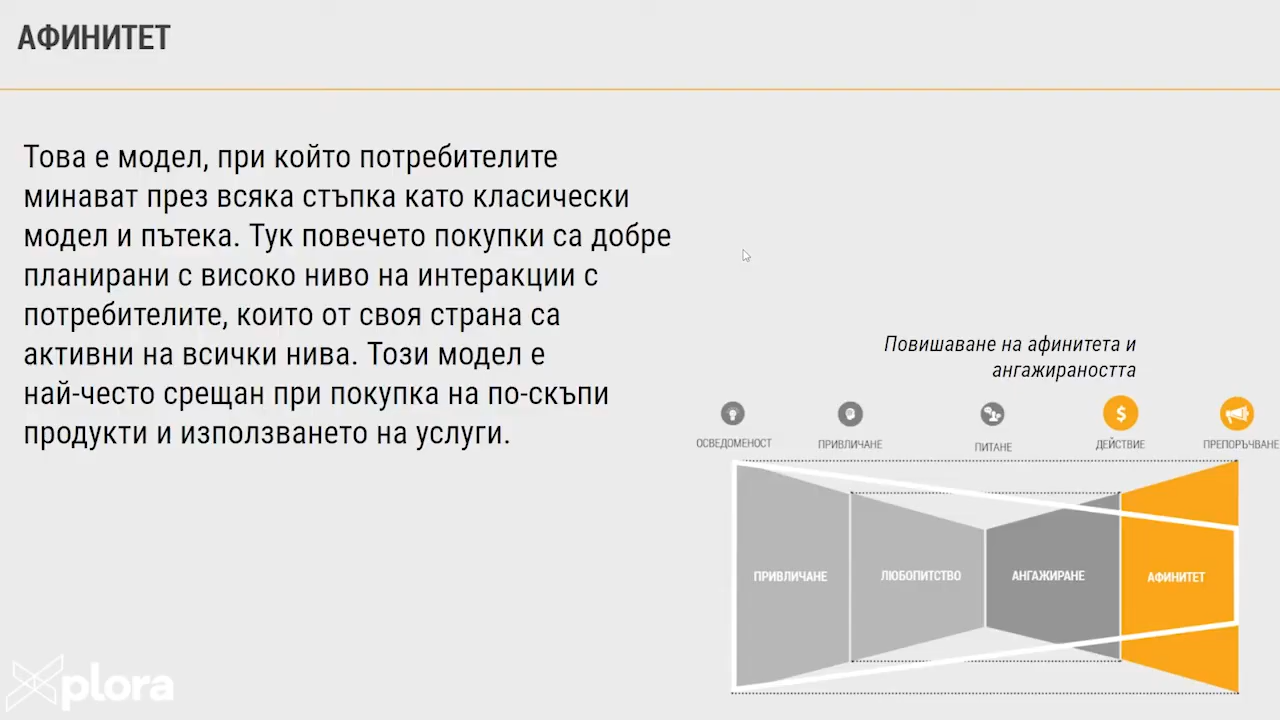 АФИНИТЕТ
Това е модел, при който потребителите
минават през всяка стъпка като класически
модел и пътека. Тук повечето покупки са добре
планирани с високо ниво на интеракции с
потребителите, които от своя страна са
активни на всички нива. Този модел е
най-често срещан при покупка на по-скъпи
продукти и използването на услуги.
Повишаване на афинитета и
ангажираността
ОСВЕДОМЕНОСТ
ПРИВЛИЧАНЕ
ПИТАНЕ
ДЕЙСТВИЕ
ПРЕПОРЪЧВАНЕ
ПРИВЛИЧАНЕ
ЛЮБОПИТСТВО
АНГАЖИРАНЕ
АФИНИТЕТ
Xplora